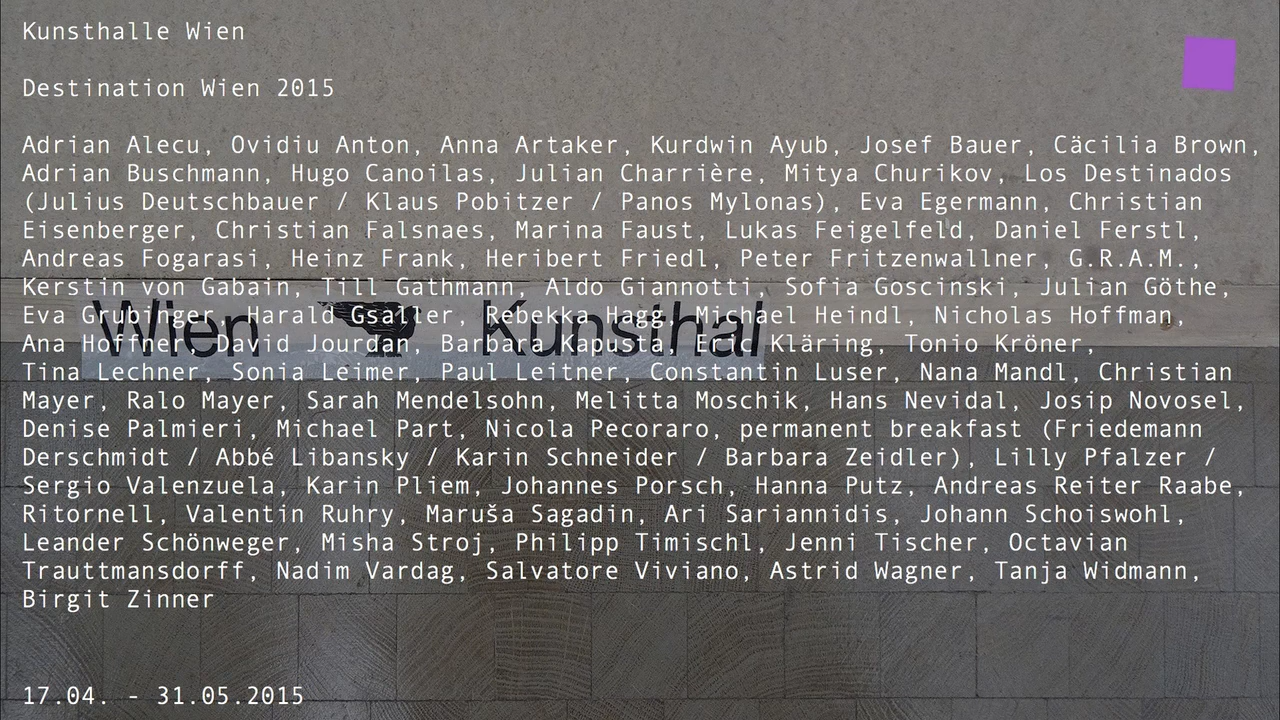 Kunsthalle Wien
Destination Wien 2015
Adrian Alecu, Ovidiu Anton, Anna Artaker, Kurdwin Ayub, Josef Bauer, Cäcilia Brown,
Adrian Buschmann, Hugo Canoilas, Julian Charrière, Mitya Churikov, Los Destinados
(Julius Deutschbauer / Klaus Pobitzer / Panos Mylonas), Eva Egermann, Christian
Eisenberger, Christian Falsnaes, Marina Faust, Lukas Feigelfeld, Daniel Ferstl,
Andreas Fogarasi, Heinz Frank, Heribert Friedl, Peter Fritzenwallner, G.R.A.M.,
Kerstin von Gabain, Till Gathmann, Aldo Giannotti, Sofia Goscinski, Julian Göthe,
Eva Grubinger, Harald Gsaller, Rebekka Hagg, Michael Heindl, Nicholas Hoffman,
Wien Kunsthal
Ana Hoffner, David Jourdan, Barbara Kapusta, Eric Kläring, Tonio Kröner,
Tina Lechner, Sonia Leimer, Paul Leitner, Constantin Luser, Nana Mandl, Christian
Mayer, Ralo Mayer, Sarah Mendelsohn, Melitta Moschik, Hans Nevidal, Josip Novosel,
Denise Palmieri, Michael Part, Nicola Pecoraro, permanent breakfast (Friedemann
Derschmidt / Abbé Libansky / Karin Schneider / Barbara Zeidler), Lilly Pfalzer /
Sergio Valenzuela, Karin Pliem, Johannes Porsch, Hanna Putz, Andreas Reiter Raabe,
Ritornell, Valentin Ruhry, Maruša Sagadin, Ari Sariannidis, Johann Schoiswohl,
Leander Schönweger, Misha Stroj, Philipp Timischl, Jenni Tischer, Octavian
Trauttmansdorff, Nadim Vardag, Salvatore Viviano, Astrid Wagner, Tanja Widmann,
Birgit Zinner
17.04. - 31.05.2015